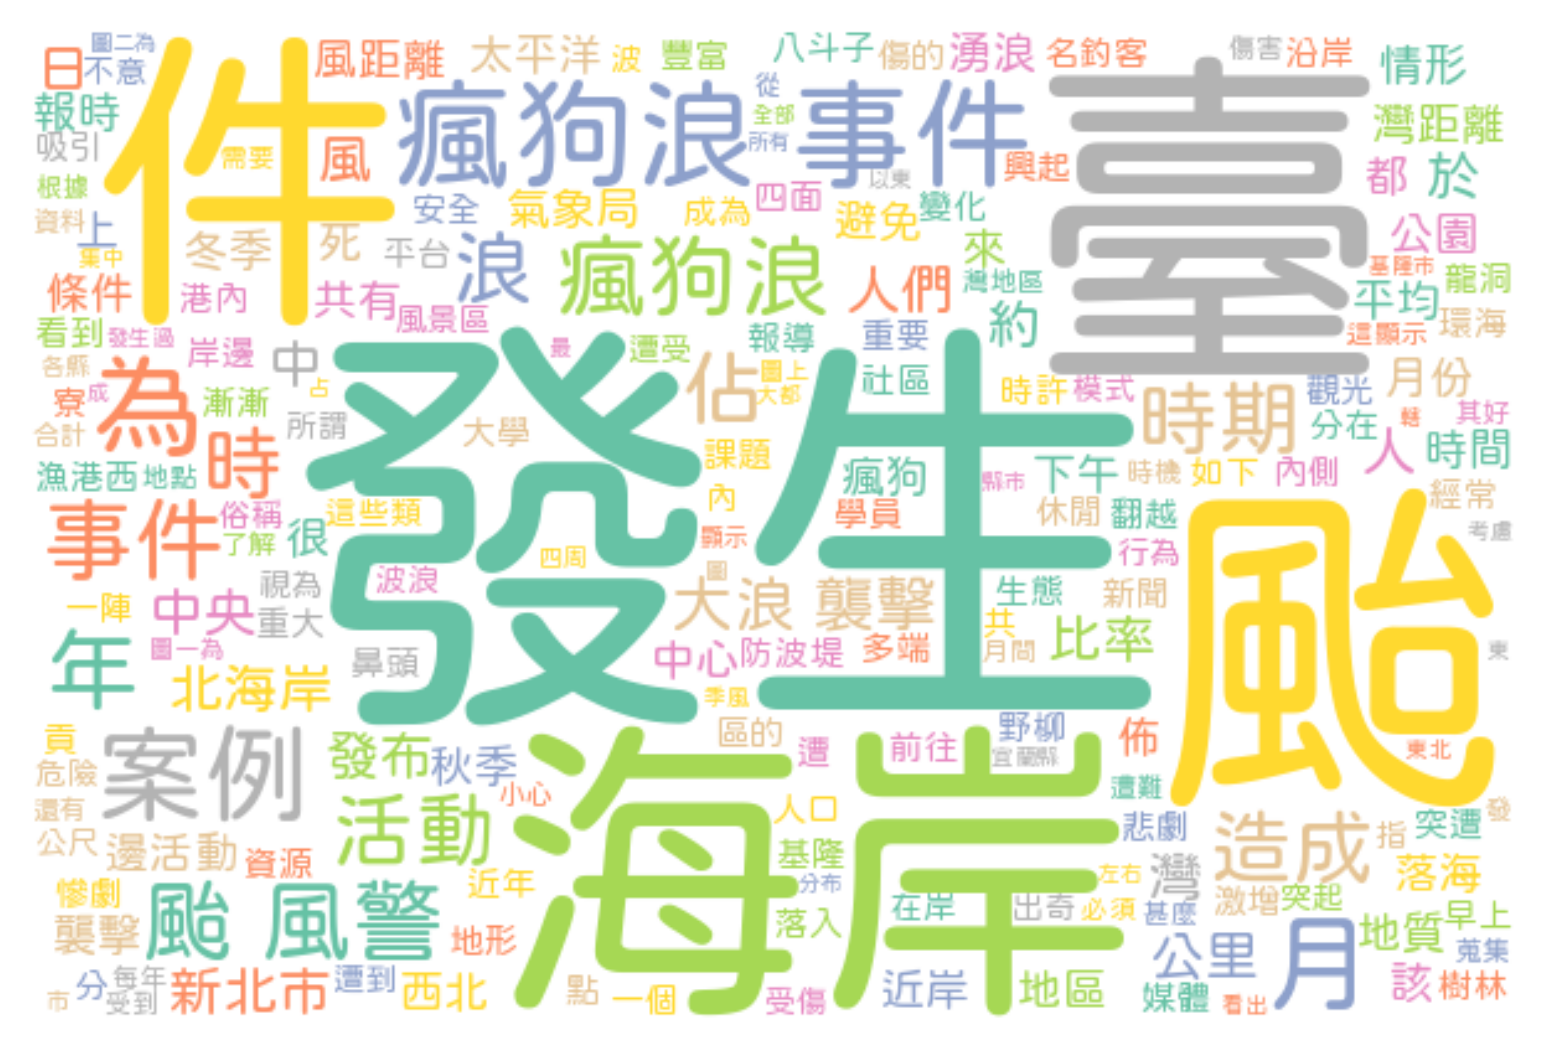 日
圖二為
不意
件
風距離
太平洋
波
豐富
八斗子
傷的
湧浪
名釣客
傷害
沿岸
情形
報時
吸引
需要
風
瘋狗浪
從
全部
所有
事件
臺
灣距離
根據
資料
上
集中
冬季
死
安全
氣象局
成為
四面
以東
興起
避免
變化
都
於
公園
平台
浪
瘋狗浪
人們
來
灣地區
基隆市
龍洞
條件
港內
共有
風景區
約
平均
這顯示
環海
看到
發生過
岸邊
中
最
遭受
報導
重要
各縣
寮
成
為
漸漸
占
所謂
發生
大學
佔
圖上
大都
社區
時許
模式
時期
觀光
月份
合計
時
課題
瘋狗
縣市
下午
時機
如下
內側
分在
人
轄
其好
時間
漁港西
地點
事件
俗稱
了解
很
這些類
內
顯示
學員
休閒
翻越
行為
颱
經常
考慮
一陣
中央
視為
重大
波浪
四周
圖
大浪
襲擊
生態
新聞
年
圖一為
北海岸
鼻頭
中心
防波堤
多端
共
月間
比率
東
季風
貢
危險
案例
發布
秋季
區的
遭
前往
野柳
宜蘭縣
佈
東北
還有
公尺
邊活動
資源
活動
小心
海岸
人口
基隆
遭難
悲劇
造成
指
突遭
發
慘劇
襲擊
颱
風警
近年
分布
落入
左右
在岸
出奇
必須
甚麼
灣
激增
突起
落海
地形
公里
月
地質
早上
蒐集
市
分
每年
受到
新北市
遭到
西北
點
一個
受傷
近岸
地區
媒體
看出
該
樹林